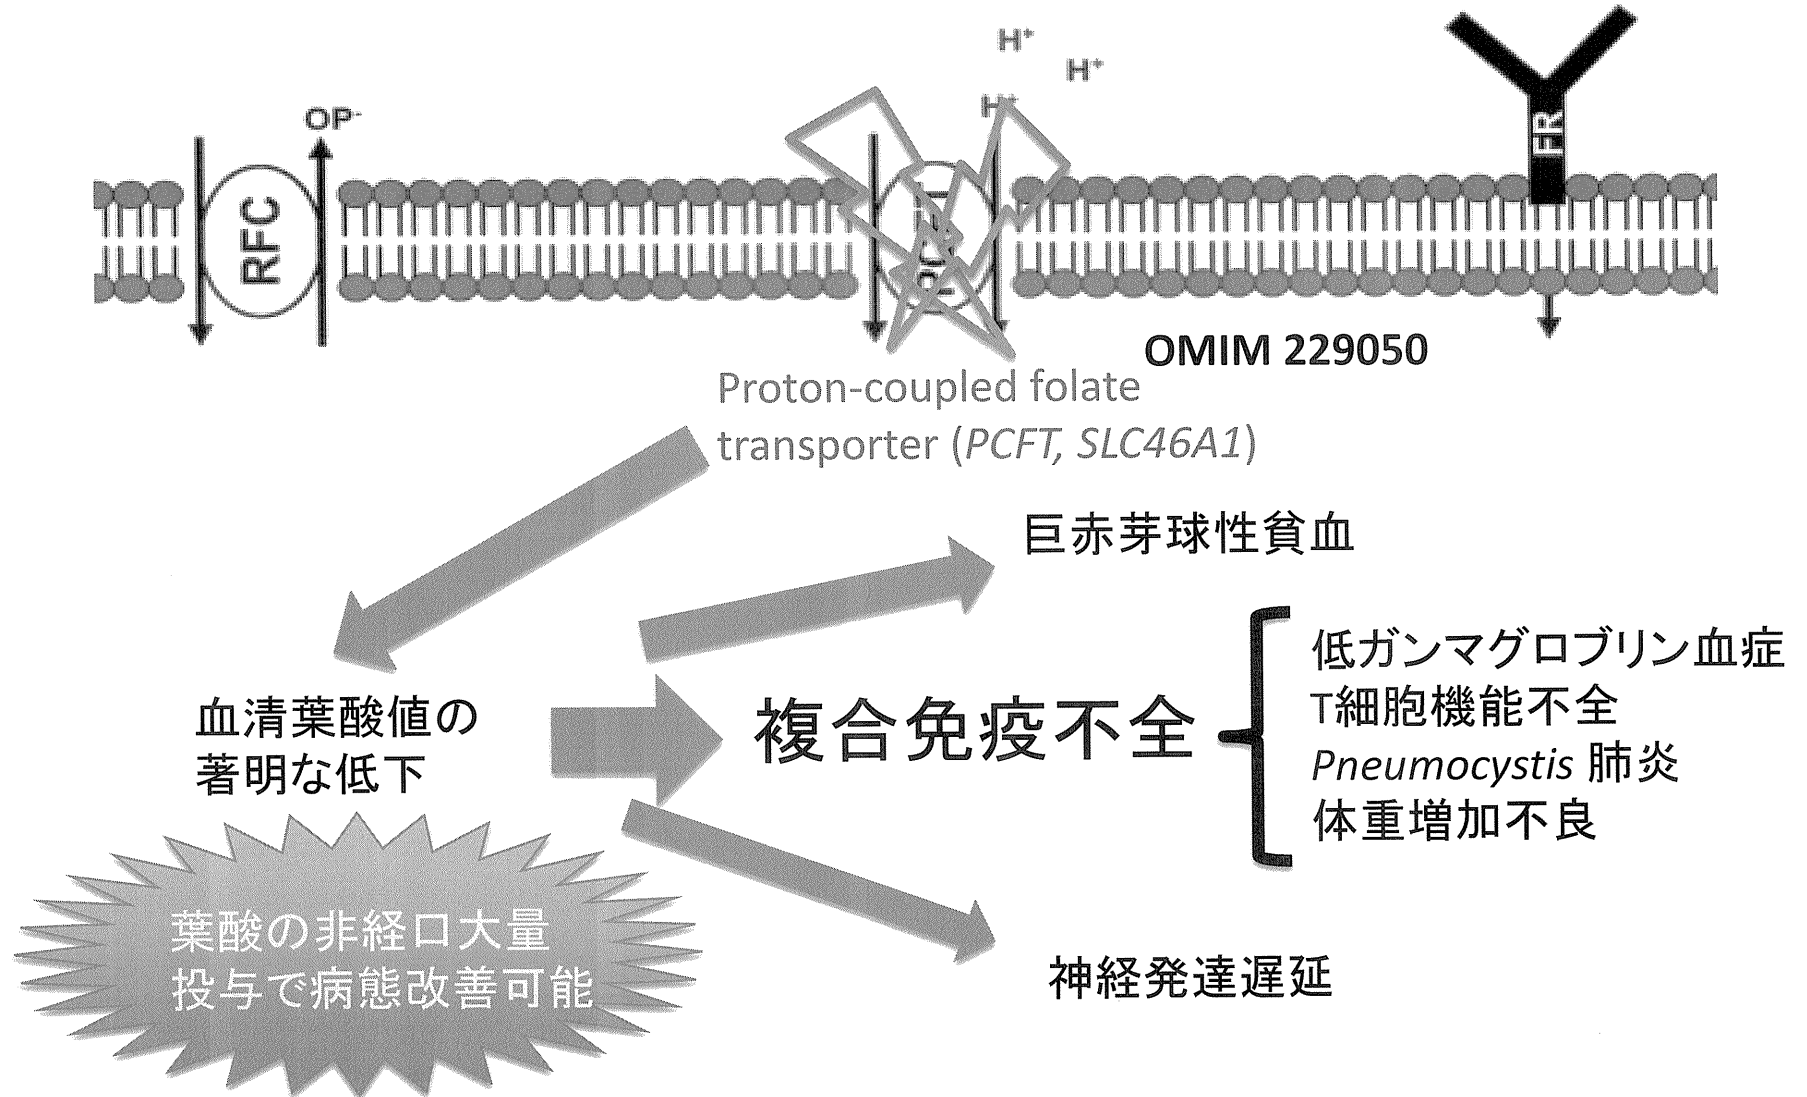 H⁺
H⁺
H⁺
OP⁻
RFC
FR
OMIM 229050
Proton-coupled folate
transporter (PCFT, SLC46A1)
巨赤芽球性貧血
低ガンマグロブリン血症
T細胞機能不全
Pneumocystis 肺炎
体重増加不良
複合免疫不全
血清葉酸値の
著明な低下
葉酸の非経口大量
投与で病態改善可能
神経発達遅延